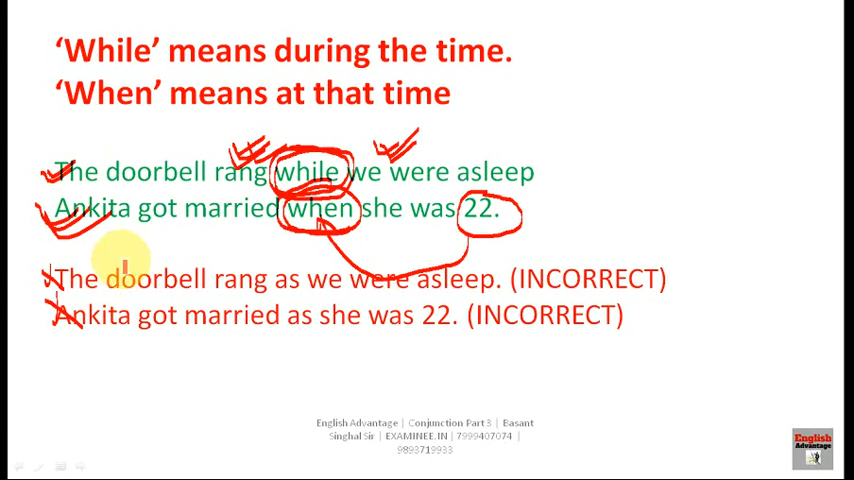 ‘While’ means during the time.
‘When’ means at that time
The doorbell rang while we were asleep
Ankita got married when she was 22.
The doorbell rang as we were asleep. (INCORRECT)
Ankita got married as she was 22. (INCORRECT)
English Advantage | Conjunction Part 3 | Basant
Singhal Sir | EXAMINEE.IN | 7999407074 |
9893719933
English
Advantage